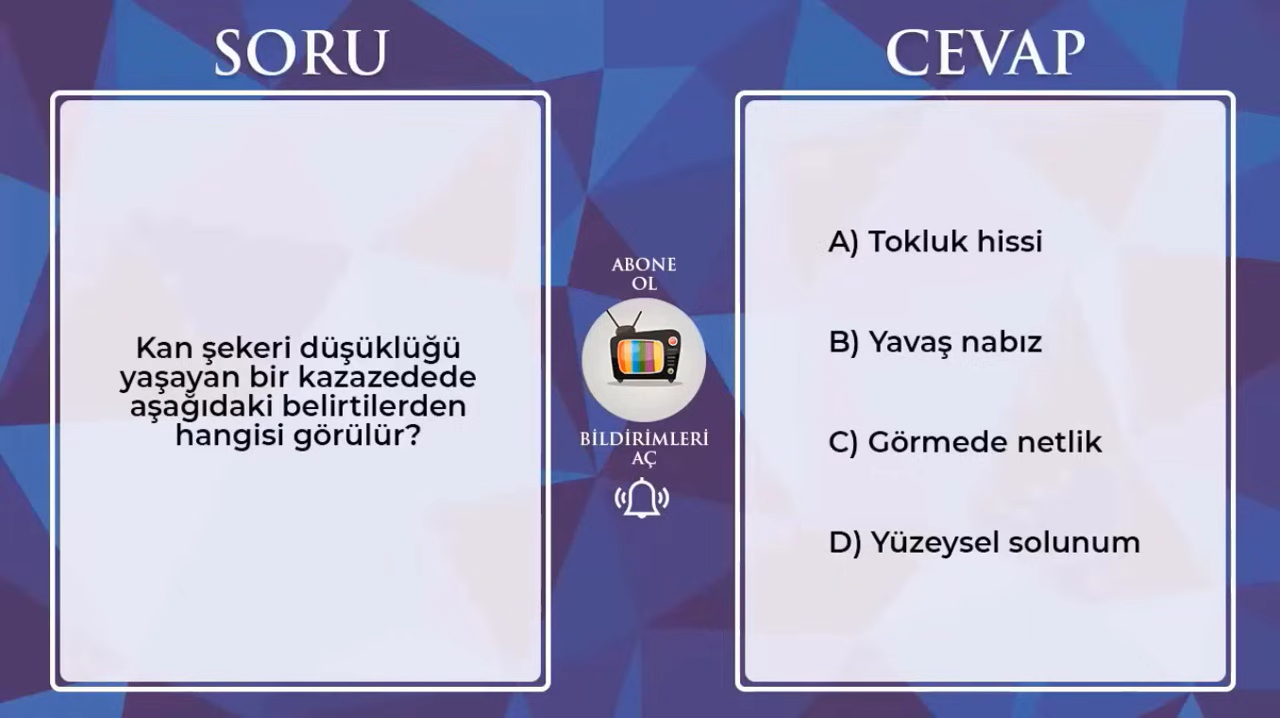 SORU
Kan şekeri düşüklüğü
yaşayan bir kazazedede
aşağıdaki belirtilerden
hangisi görülür?
ABONE
OL
BİLDİRİMLERİ
AÇ
CEVAP
A) Tokluk hissi
B) Yavaş nabız
C) Görmede netlik
D) Yüzeysel solunum